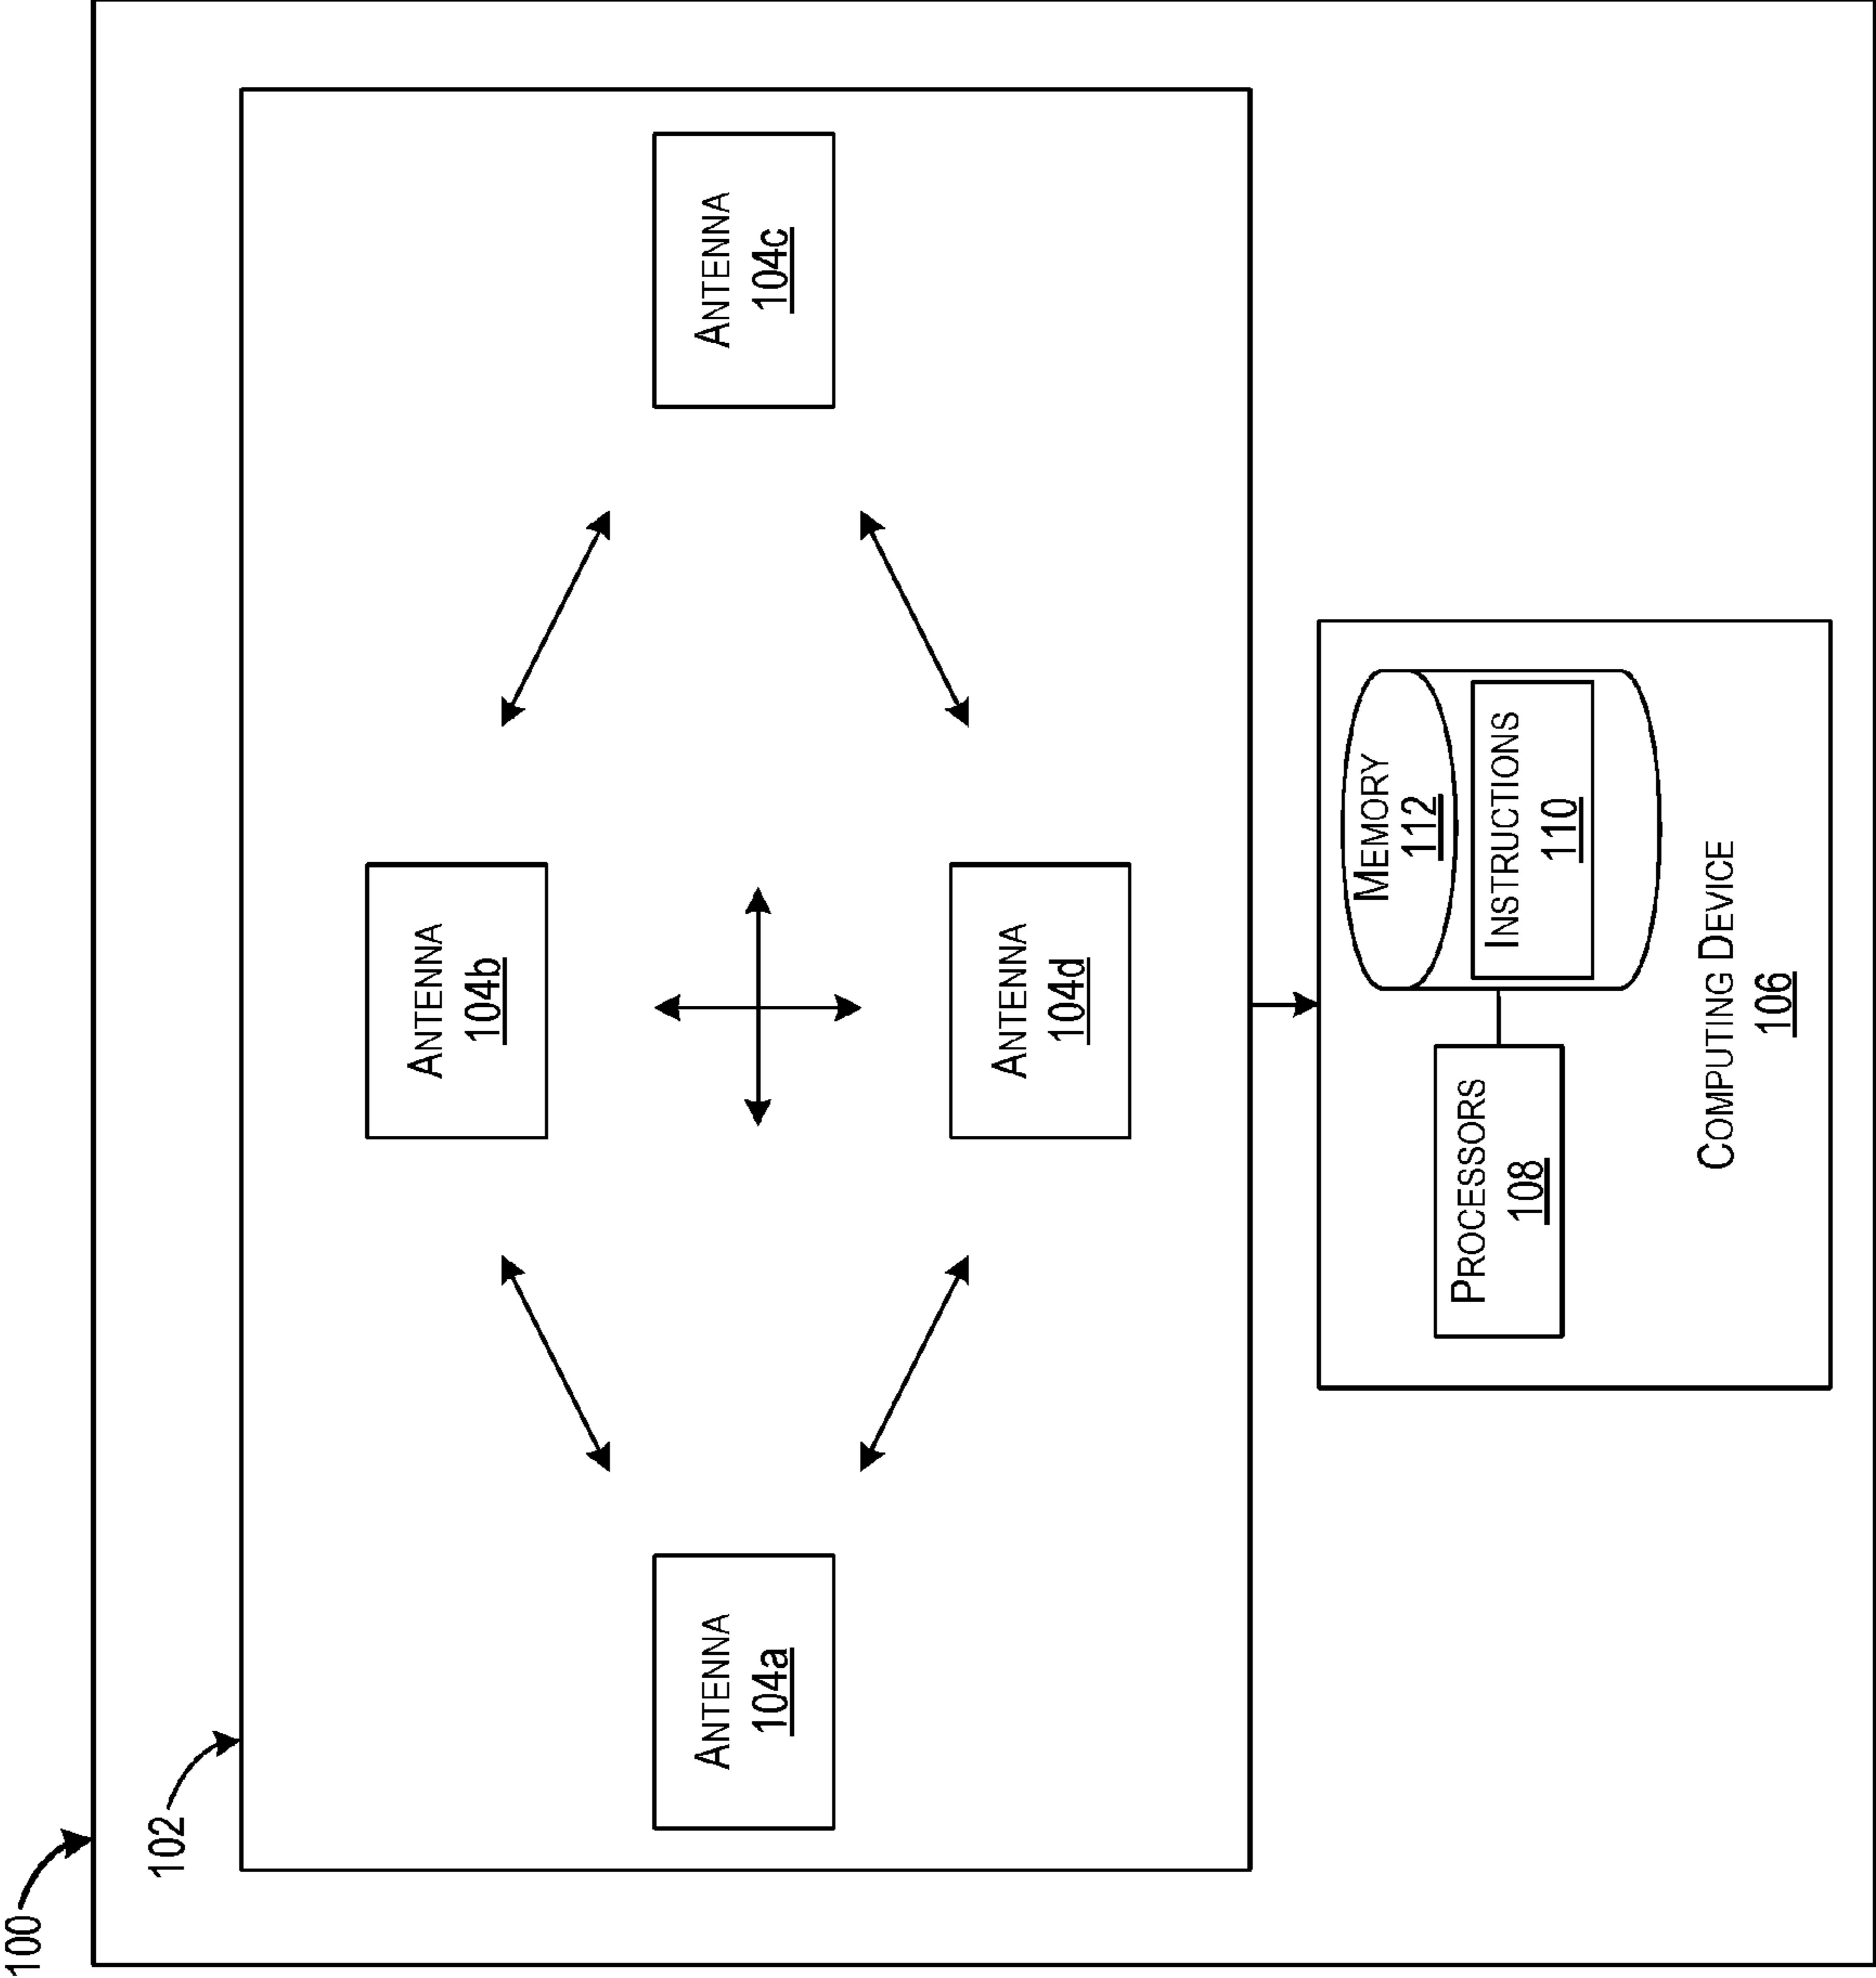 100
102
ANTENNA
104b
ANTENNA
104a
ANTENNA
104c
ANTENNA
104d
PROCESSORS
108
MEMORY
112
INSTRUCTIONS
110
COMPUTING DEVICE
106